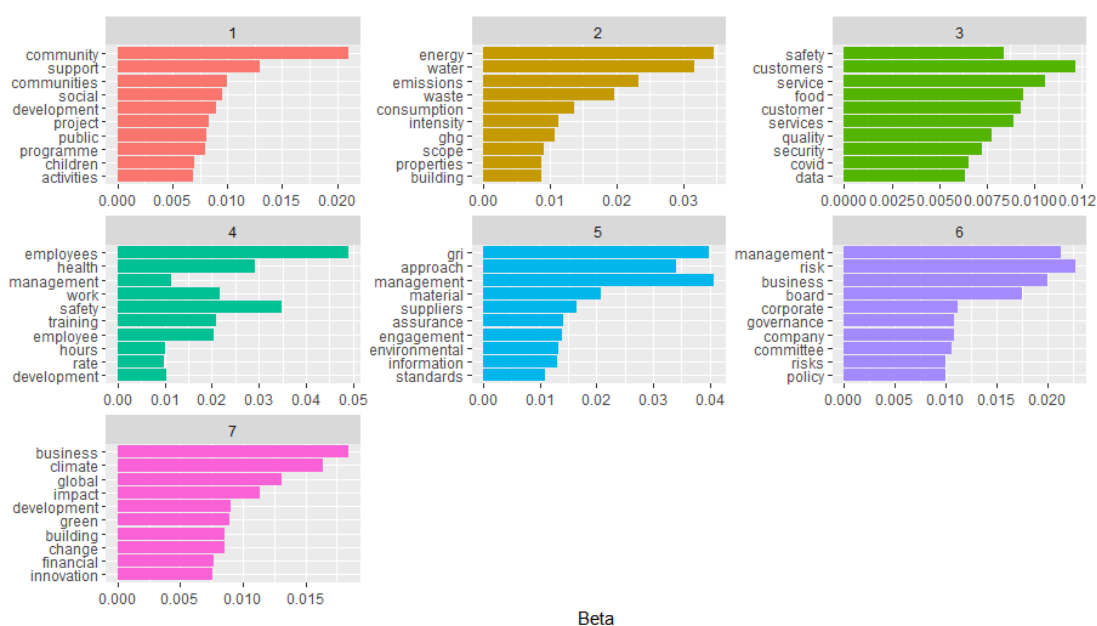 1
community
support
communities
social
development
project
public
programme
children
activities
0.000 0.005 0.010 0.015 0.020
2
energy
water
emissions
waste
consumption
intensity
ghg
scope
properties
building
0.00 0.01 0.02 0.03
3
safety
customers
service
food
customer
services
quality
security
covid
data
0.0000 0.0025 0.0050 0.0075 0.0100 0.012
4
employees
health
management
work
safety
training
employee
hours
rate
development
0.00 0.01 0.02 0.03 0.04 0.05
5
gri
approach
management
material
suppliers
assurance
engagement
environmental
information
standards
0.00 0.01 0.02 0.03 0.04
6
management
risk
business
board
corporate
governance
company
committee
risks
policy
0.000 0.005 0.010 0.015 0.020
7
business
climate
global
impact
development
green
building
change
financial
innovation
0.000 0.005 0.010 0.015
Beta